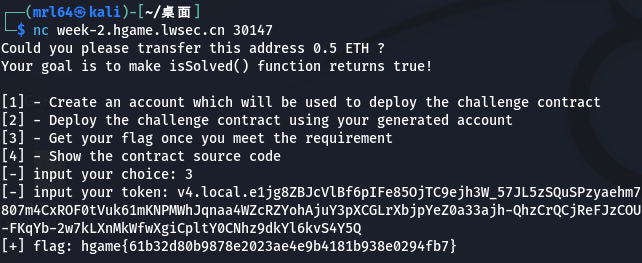 (mrl64㉿kali)-[~/桌面]
$ nc week-2.hgame.lwsec.cn 30147
Could you please transfer this address 0.5 ETH ?
Your goal is to make isSolved() function returns true!
[1] - Create an account which will be used to deploy the challenge contract
[2] - Deploy the challenge contract using your generated account
[3] - Get your flag once you meet the requirement
[4] - Show the contract source code
[-] input your choice: 3
[-] input your token: v4.local.e1jg8ZBJcVlBf6pIFe85OjTC9ejh3W_57JL5zSQuSPzyaehm7
807m4CxROF0tVuk61mKNPMWhJqnaa4WZcRZYohAjuY3pXCGLrXbjpYeZ0a33ajh-QhzCrQCjReFJzCOU
-FKqYb-2w7kLXnMkWfwXgiCpltY0CNhz9dkYl6kvS4Y5Q
[+] flag: hgame{61b32d80b9878e2023ae4e9b4181b938e0294fb7}